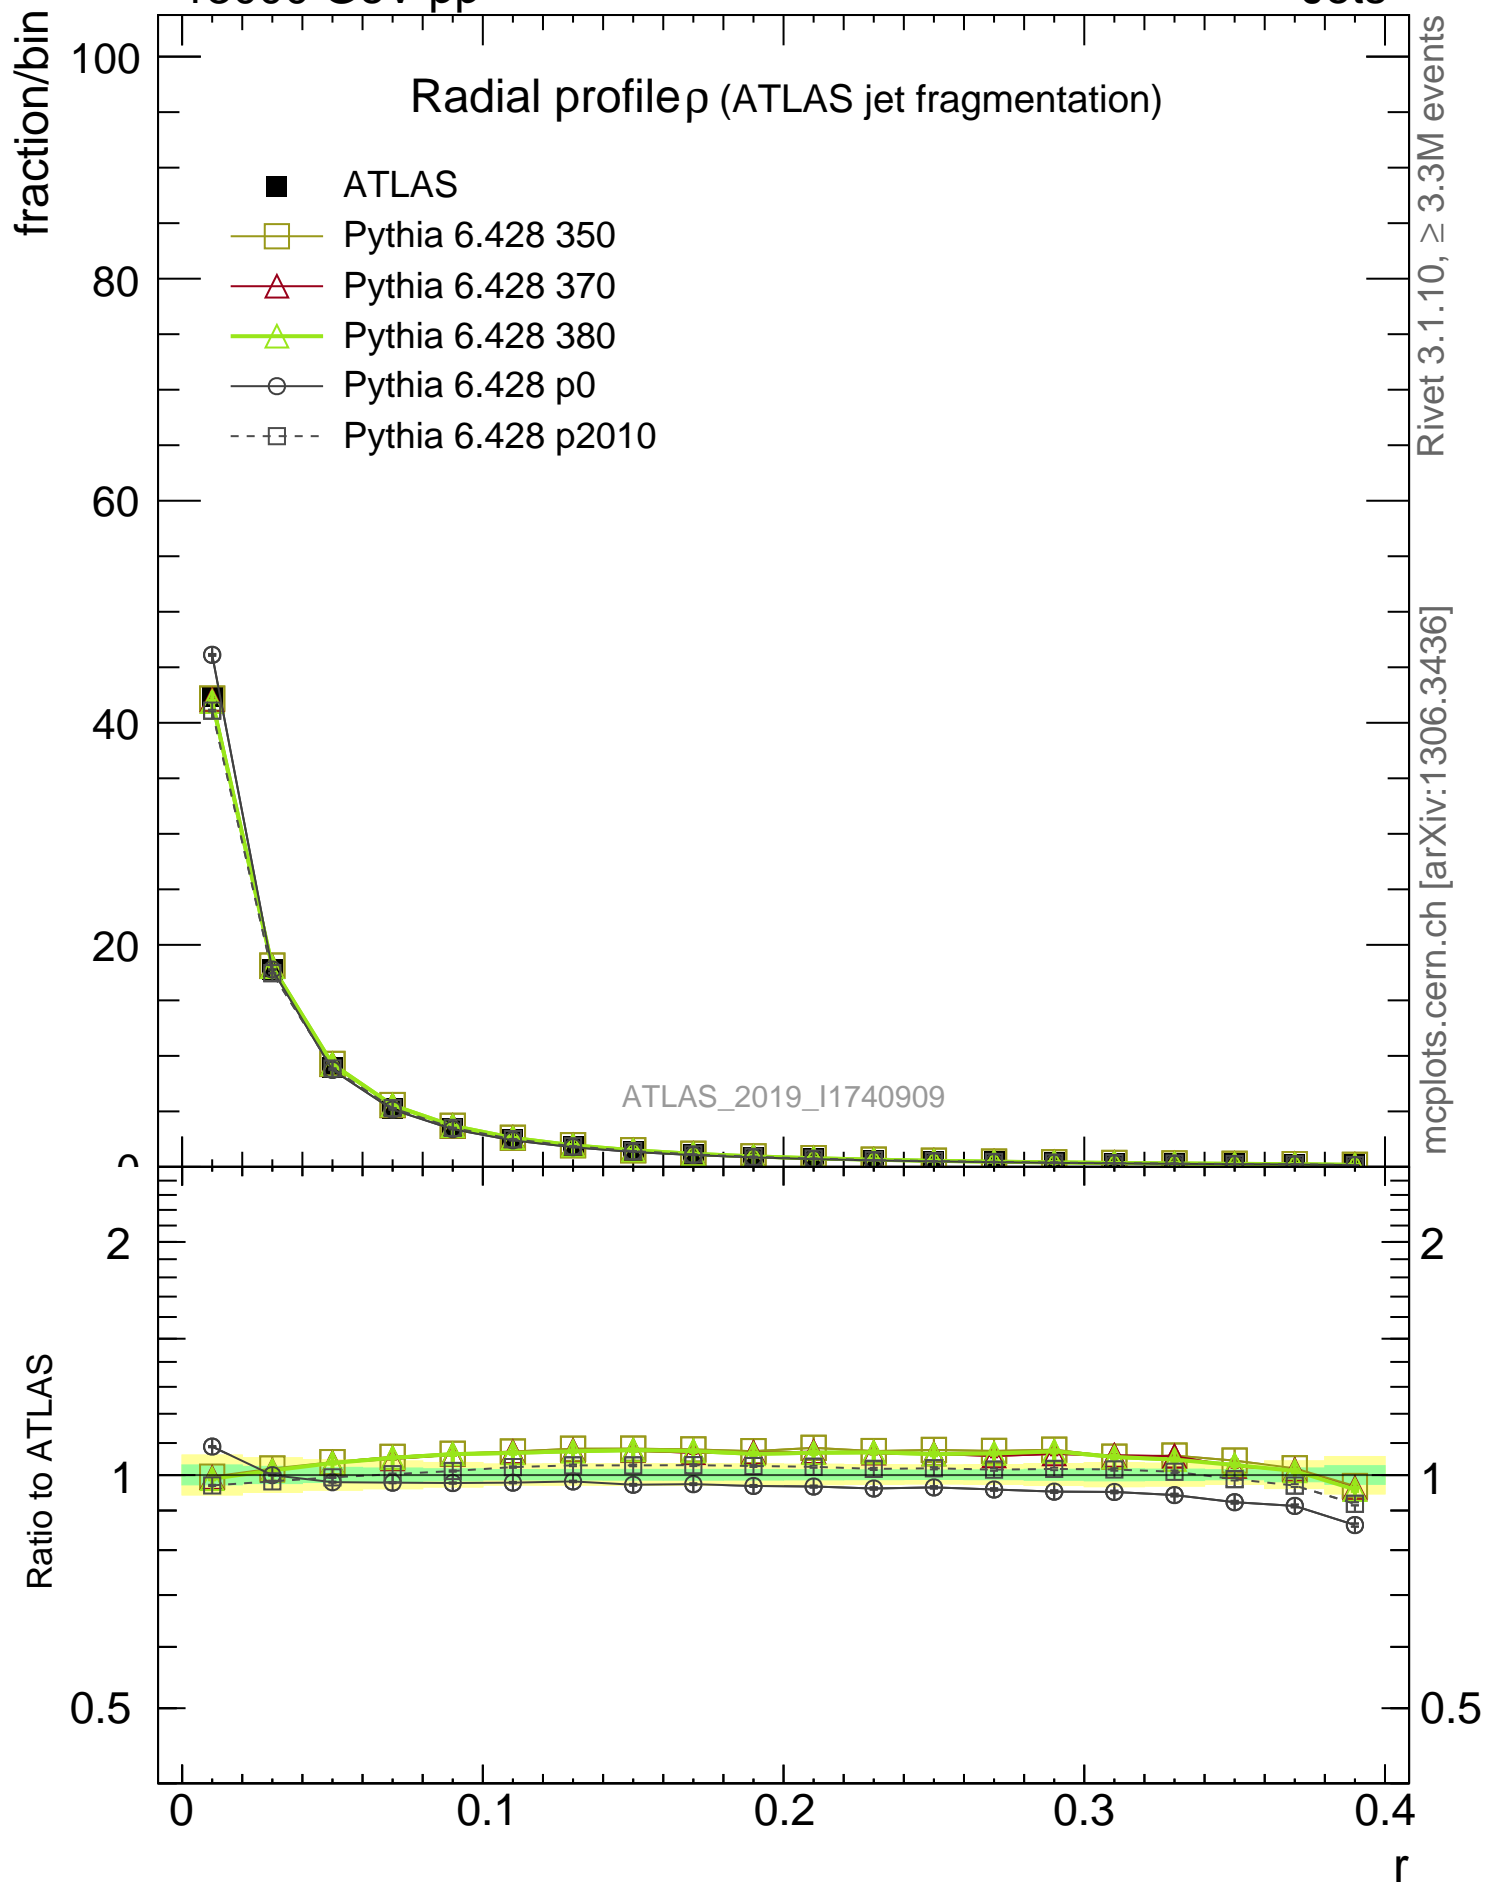 fraction/bin
100
80
60
40
20
0
Radial profile ρ (ATLAS jet fragmentation)
ATLAS
Pythia 6.428 350
Pythia 6.428 370
Pythia 6.428 380
Pythia 6.428 p0
Pythia 6.428 p2010
ATLAS_2019_I1740909
Rivet 3.1.10, ≥ 3.3M events
mcplots.cern.ch [arXiv:1306.3436]
Ratio to ATLAS
2
1
0.5
2
1
0.5
0 0.1 0.2 0.3 0.4
r